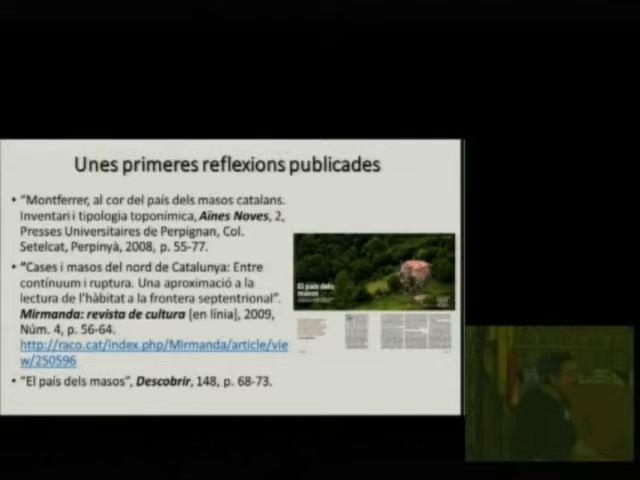 Unes primeres reflexions publicades
• "Montferrer, al cor del país dels masos catalans.
Inventari i tipologia toponímica, Aïnes Noves, 2,
Presses Universitaires de Perpignan, Col.
Setelcat, Perpinyà, 2008, p. 55-77.
• "Cases i masos del nord de Catalunya: Entre
contínuum i ruptura. Una aproximació a la
lectura de l'hàbitat a la frontera septentrional".
Mirmanda: revista de cultura [en línia], 2009,
Núm. 4, p. 56-64.
http://raco.cat/index.php/Mirmanda/article/vie
w/250596
• "El país dels masos", Descobrir, 148, p. 68-73.
El país dels
masos